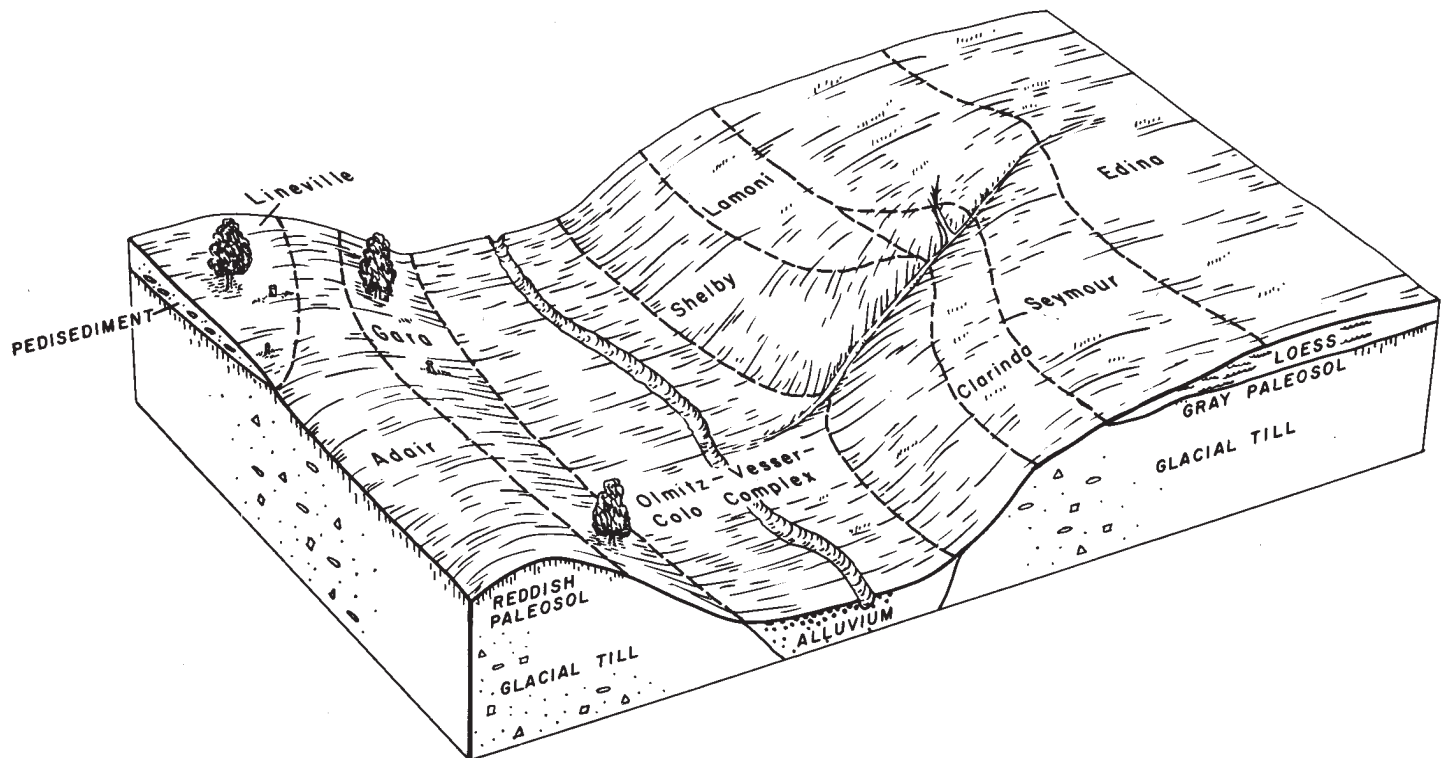 Lineville
Edina
Lamoni
Shelby
Seymour
PEDISEDIMENT
Gara
Clarinda
LOESS
GRAY PALEOSOL
GLACIAL TILL
Adair
Olmitz-Vesser-
Colo Complex
REDDISH
PALEOSOL
ALLUVIUM
GLACIAL TILL